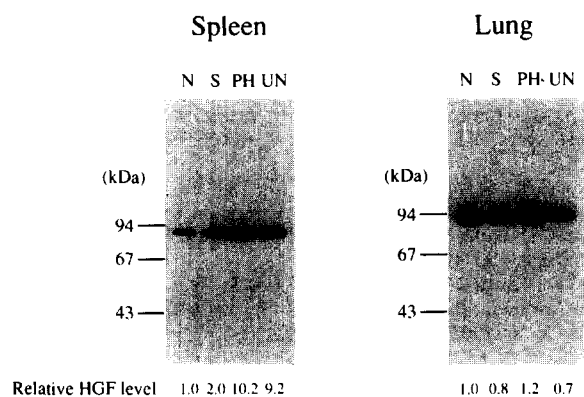 Spleen Lung
N S PH UN N S PH UN
(kDa) (kDa)
94 94
67 67
43 43
Relative HGF level 1.0 2.0 10.2 9.2 1.0 0.8 1.2 0.7